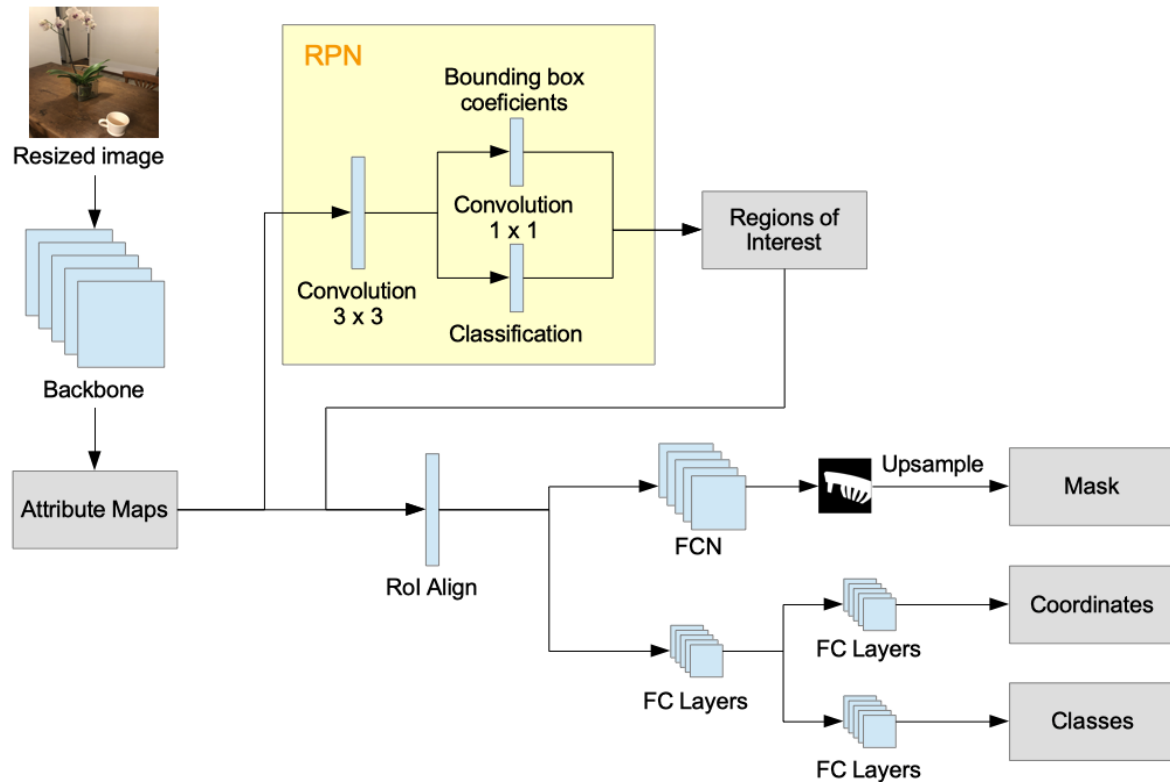 Resized image
Backbone
Attribute Maps
RPN
Bounding box
coeficients
Convolution
1 x 1
Convolution
3 x 3
Classification
Regions of
Interest
RoI Align
FCN
Upsample
Mask
FC Layers
FC Layers
Coordinates
FC Layers
Classes